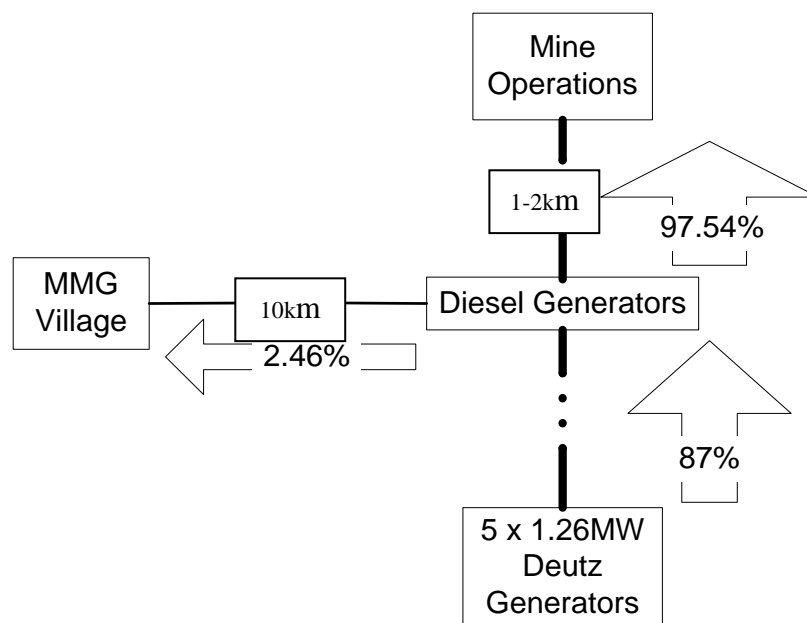 Mine
Operations
1-2km
97.54%
MMG
Village
10km
Diesel Generators
2.46%
87%
5 x 1.26MW
Deutz
Generators